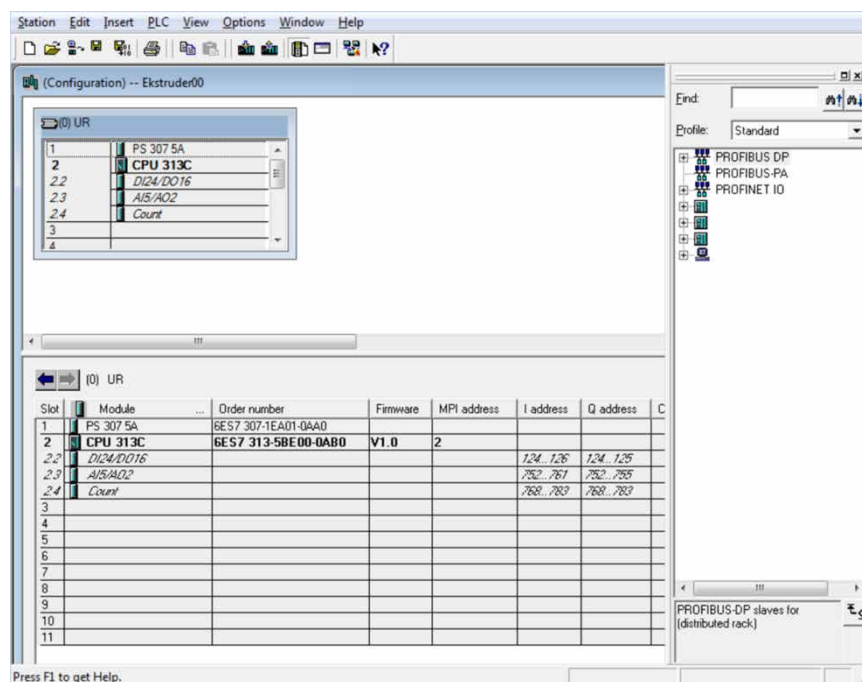 Station Edit Insert PLC View Options Window Help
(Configuration) -- Ekstruder00
(0) UR
1 PS 307 5A
2 CPU 313C
2.2 DI24/DO16
2.3 AI5/AO2
2.4 Count
3
4
Find:
Profile: Standard
PROFIBUS DP
PROFIBUS-PA
PROFINET IO
(0) UR
Slot Module ... Order number Firmware MPI address I address Q address C
1 PS 307 5A 6ES7 307-1EA01-0AA0
2 CPU 313C 6ES7 313-5BE00-0AB0 V1.0 2
2.2 DI24/DO16 124...126 124...125
2.3 AI5/AO2 752...761 752...755
2.4 Count 768...783 768...783
3
4
5
6
7
8
9
10
11
PROFIBUS-DP slaves for
(distributed rack)
Press F1 to get Help.